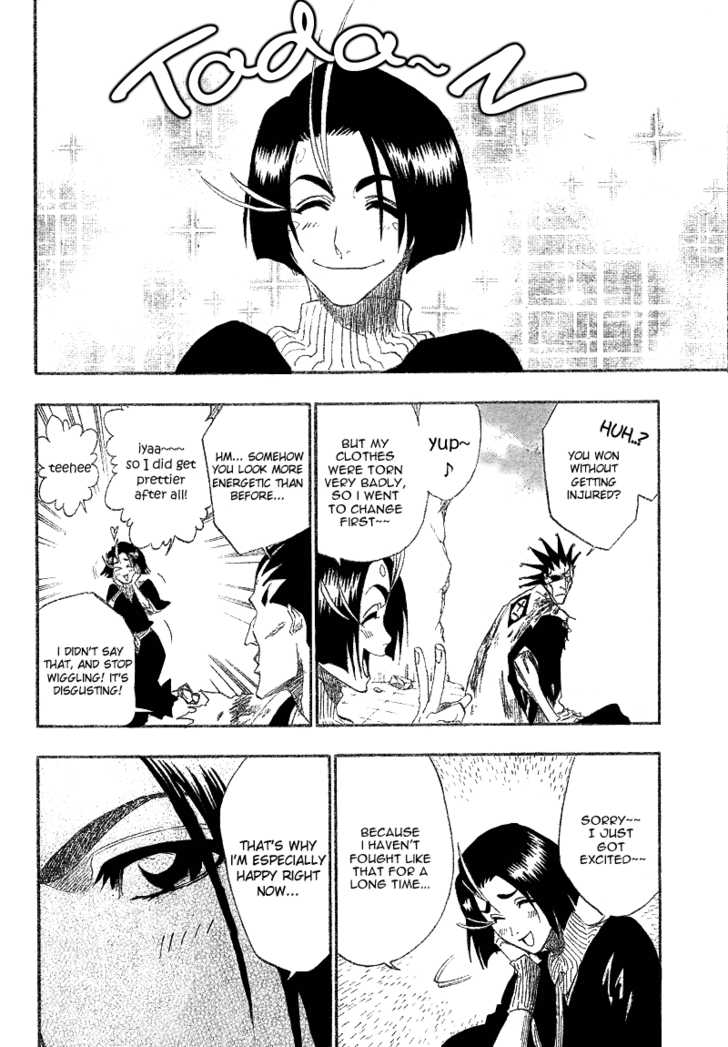 Tada~N
HUH..?
YOU WON
WITHOUT
GETTING
INJURED?
yup~
♪
BUT MY
CLOTHES
WERE TORN
VERY BADLY,
SO I WENT
TO CHANGE
FIRST~~
HM... SOMEHOW
YOU LOOK MORE
ENERGETIC THAN
BEFORE...
iyaa~~~
so I did get
prettier
after all!
teehee
I DIDN'T SAY
THAT, AND STOP
WIGGLING! IT'S
DISGUSTING!
SORRY~~
I JUST
GOT
EXCITED~~
BECAUSE
I HAVEN'T
FOUGHT LIKE
THAT FOR A
LONG TIME...
THAT'S WHY
I'M ESPECIALLY
HAPPY RIGHT
NOW...